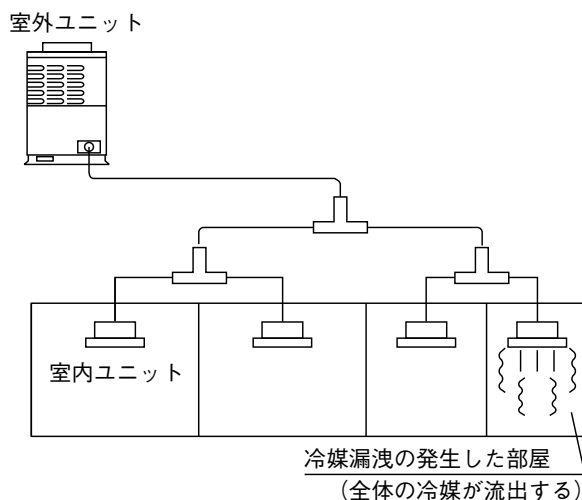 室外ユニット
室内ユニット
冷媒漏洩の発生した部屋
(全体の冷媒が流出する)